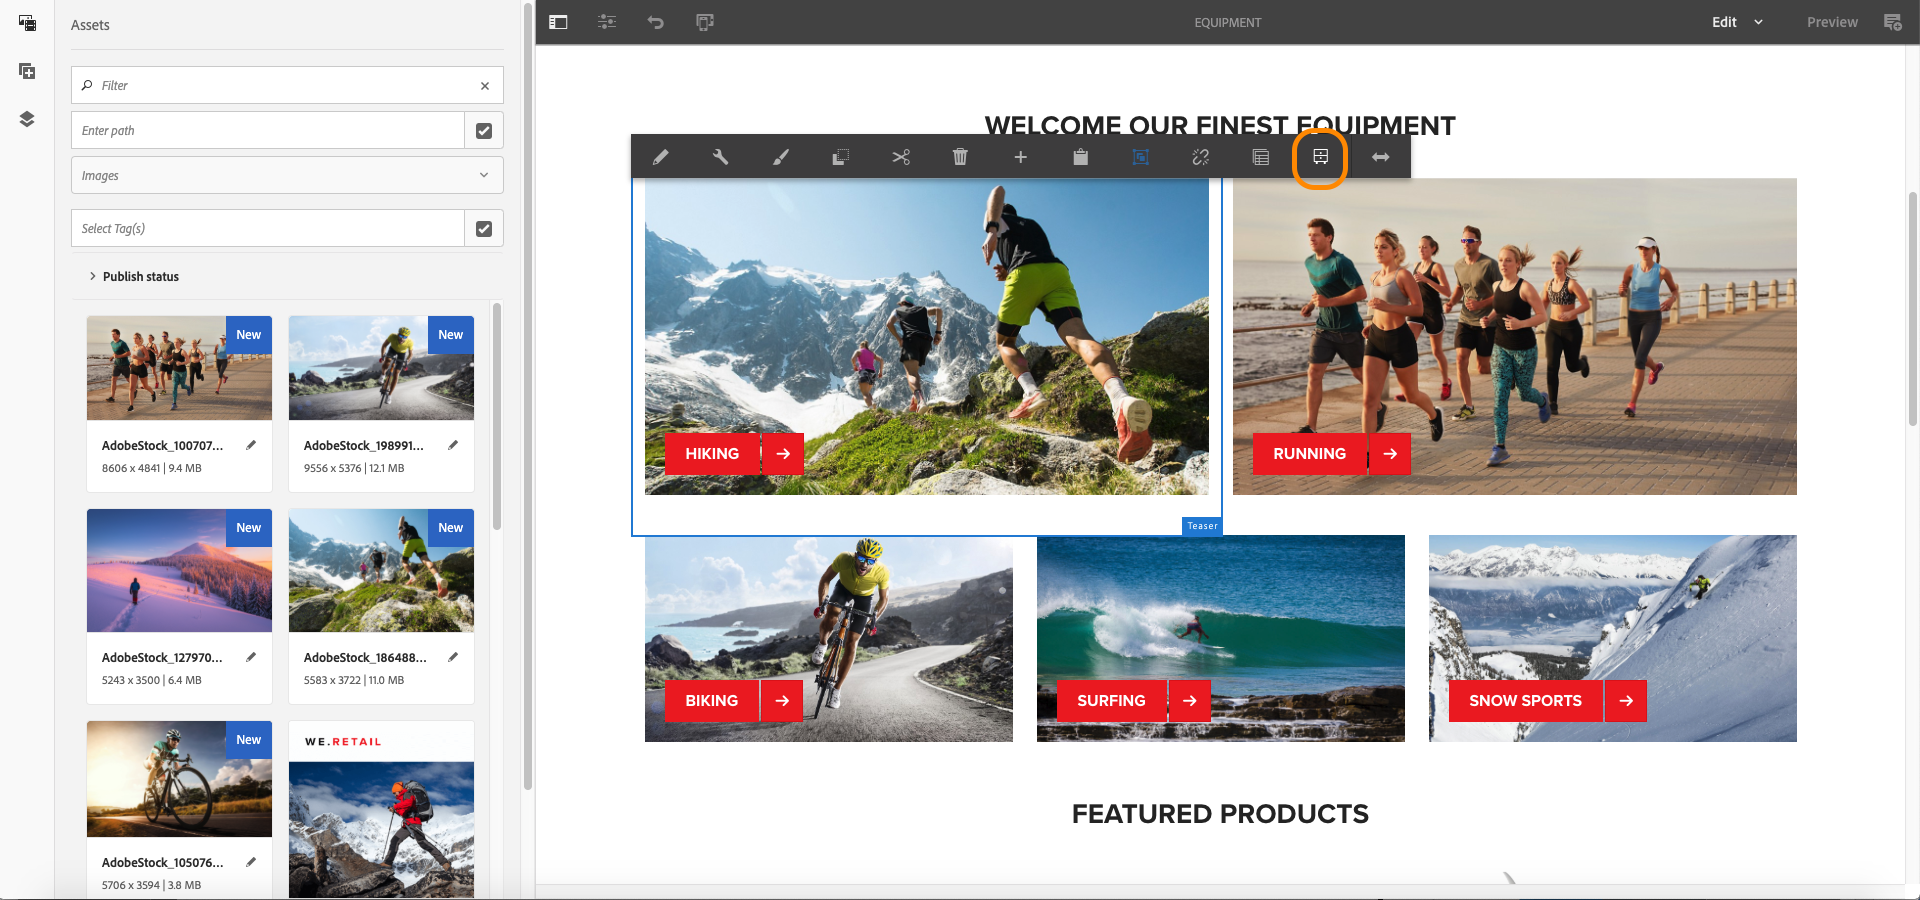 Assets
Filter
Enter path
Images
Select Tag(s)
Publish status
New
New
AdobeStock_100707...
8606 x 4841 | 9.4 MB
AdobeStock_198991...
9556 x 5376 | 12.1 MB
New
New
AdobeStock_127970...
5243 x 3500 | 6.4 MB
AdobeStock_186488...
5583 x 3722 | 11.0 MB
New
WE.RETAIL
AdobeStock_105076...
5706 x 3594 | 3.8 MB
EQUIPMENT
Edit
Preview
WELCOME OUR FINEST EQUIPMENT
HIKING
RUNNING
Teaser
BIKING
SURFING
SNOW SPORTS
FEATURED PRODUCTS